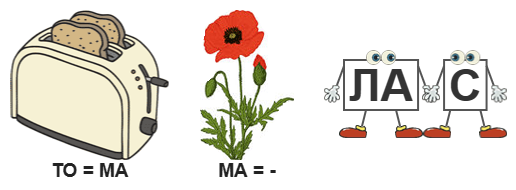 ЛА С
ТО = МА МА = -